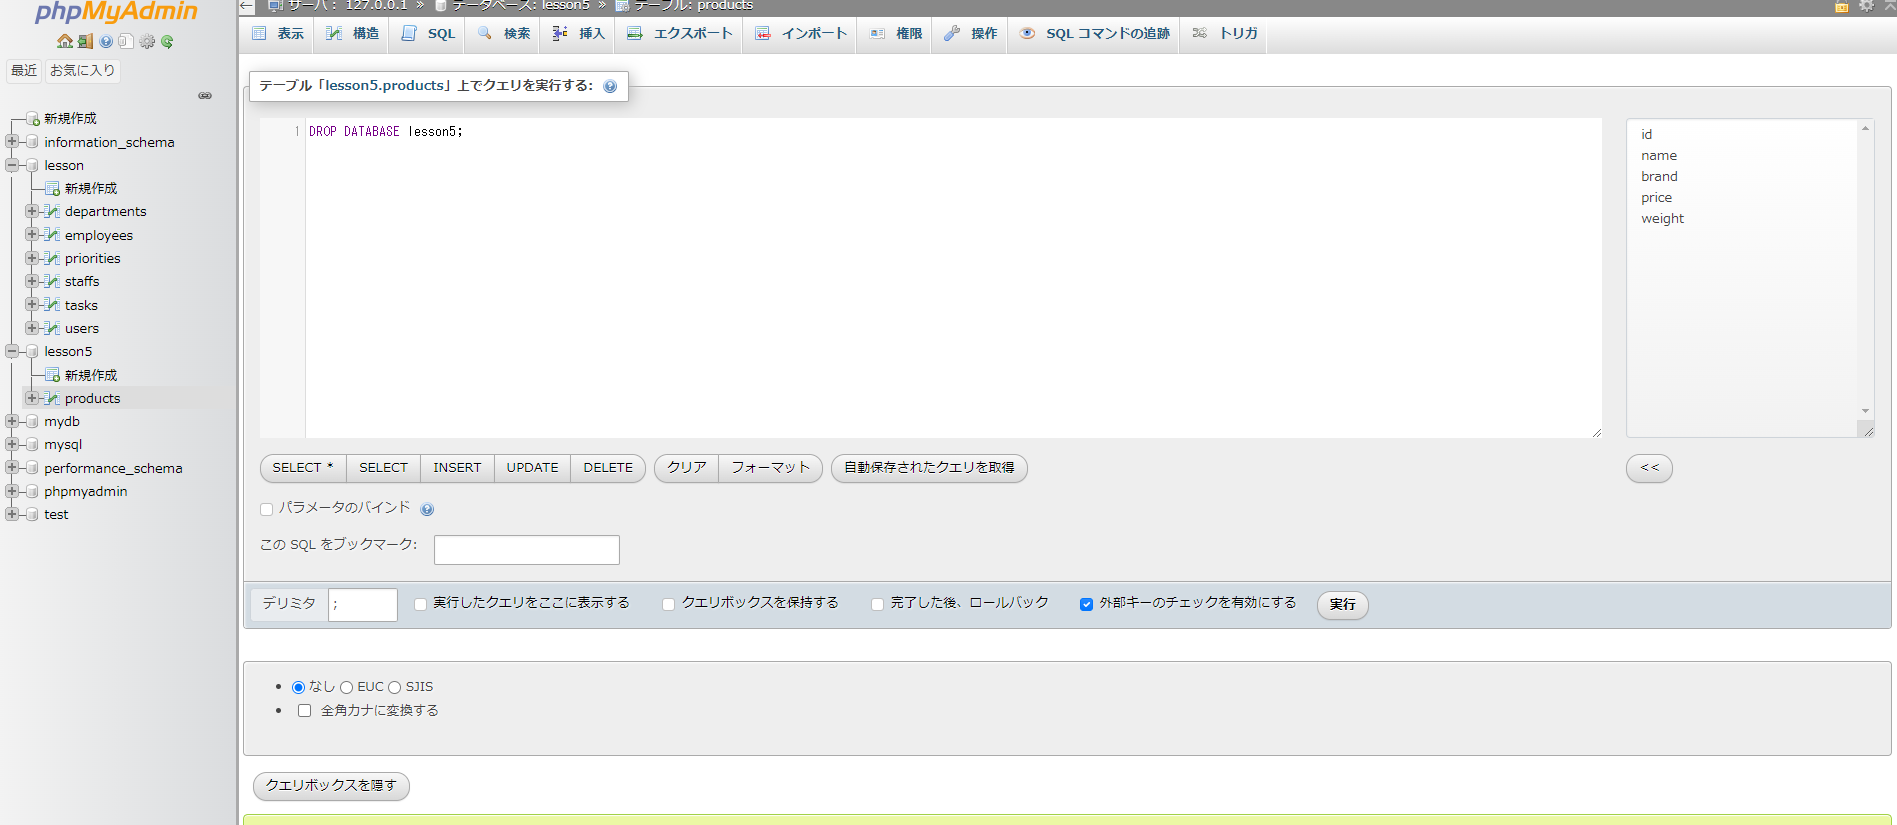 phpMyAdmin
最近 お気に入り
新規作成
information_schema
lesson
新規作成
departments
employees
priorities
staffs
tasks
users
lesson5
新規作成
products
mydb
mysql
performance_schema
phpmyadmin
test
サーバ: 127.0.0.1 » データベース: lesson5 » テーブル: products
表示 構造 SQL 検索 挿入 エクスポート インポート 権限 操作 SQL コマンドの追跡 トリガ
テーブル「lesson5.products」上でクエリを実行する:
1 DROP DATABASE lesson5;
id
name
brand
price
weight
SELECT * SELECT INSERT UPDATE DELETE クリア フォーマット 自動保存されたクエリを取得 <<
パラメータのバインド
この SQL をブックマーク:
デリミタ ; 実行したクエリをここに表示する クエリボックスを保持する 完了した後、ロールバック 外部キーのチェックを有効にする 実行
なし EUC SJIS
全角カナに変換する
クエリボックスを隠す